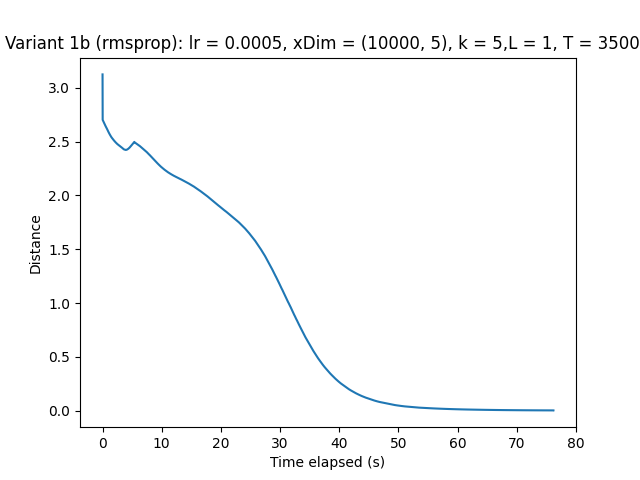 Variant 1b (rmsprop): lr = 0.0005, xDim = (10000, 5), k = 5,L = 1, T = 3500
3.0
2.5
2.0
1.5
1.0
0.5
0.0
Distance
0 10 20 30 40 50 60 70 80
Time elapsed (s)